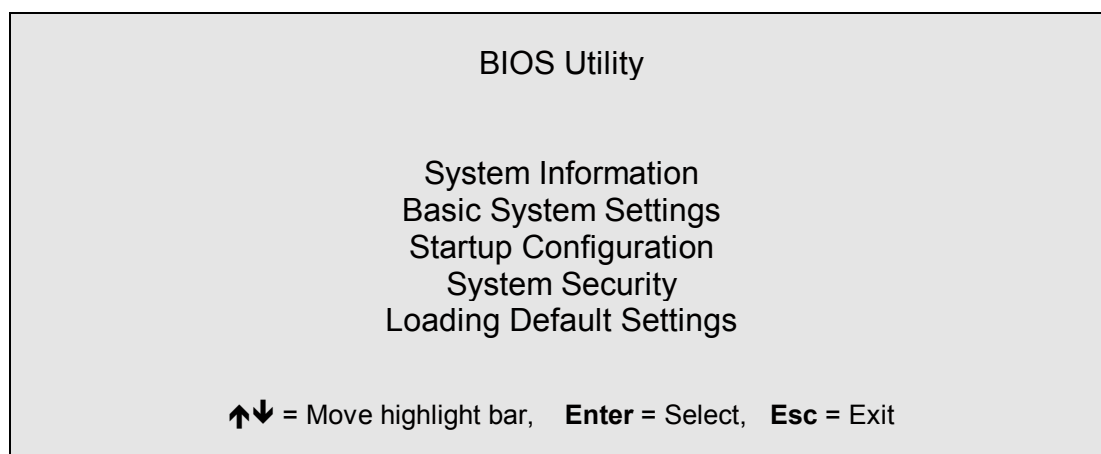 BIOS Utility
System Information
Basic System Settings
Startup Configuration
System Security
Loading Default Settings
↑↓ = Move highlight bar, Enter = Select, Esc = Exit